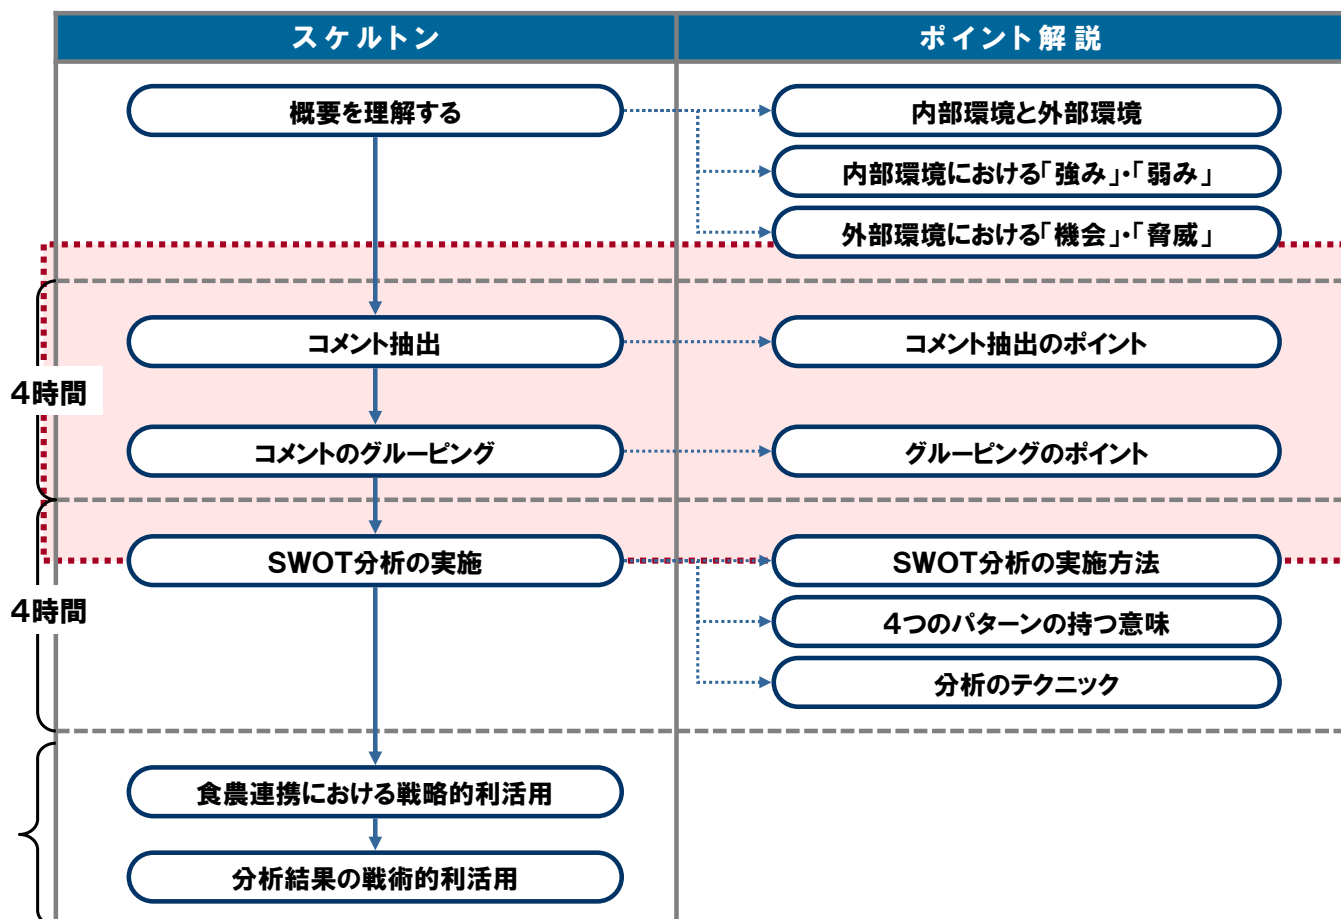 スケルトン
ポイント解説
概要を理解する
内部環境と外部環境
内部環境における「強み」・「弱み」
外部環境における「機会」・「脅威」
コメント抽出
コメント抽出のポイント
4時間
コメントのグルーピング
グルーピングのポイント
SWOT分析の実施
SWOT分析の実施方法
4時間
4つのパターンの持つ意味
分析のテクニック
食農連携における戦略的利活用
分析結果の戦術的利活用